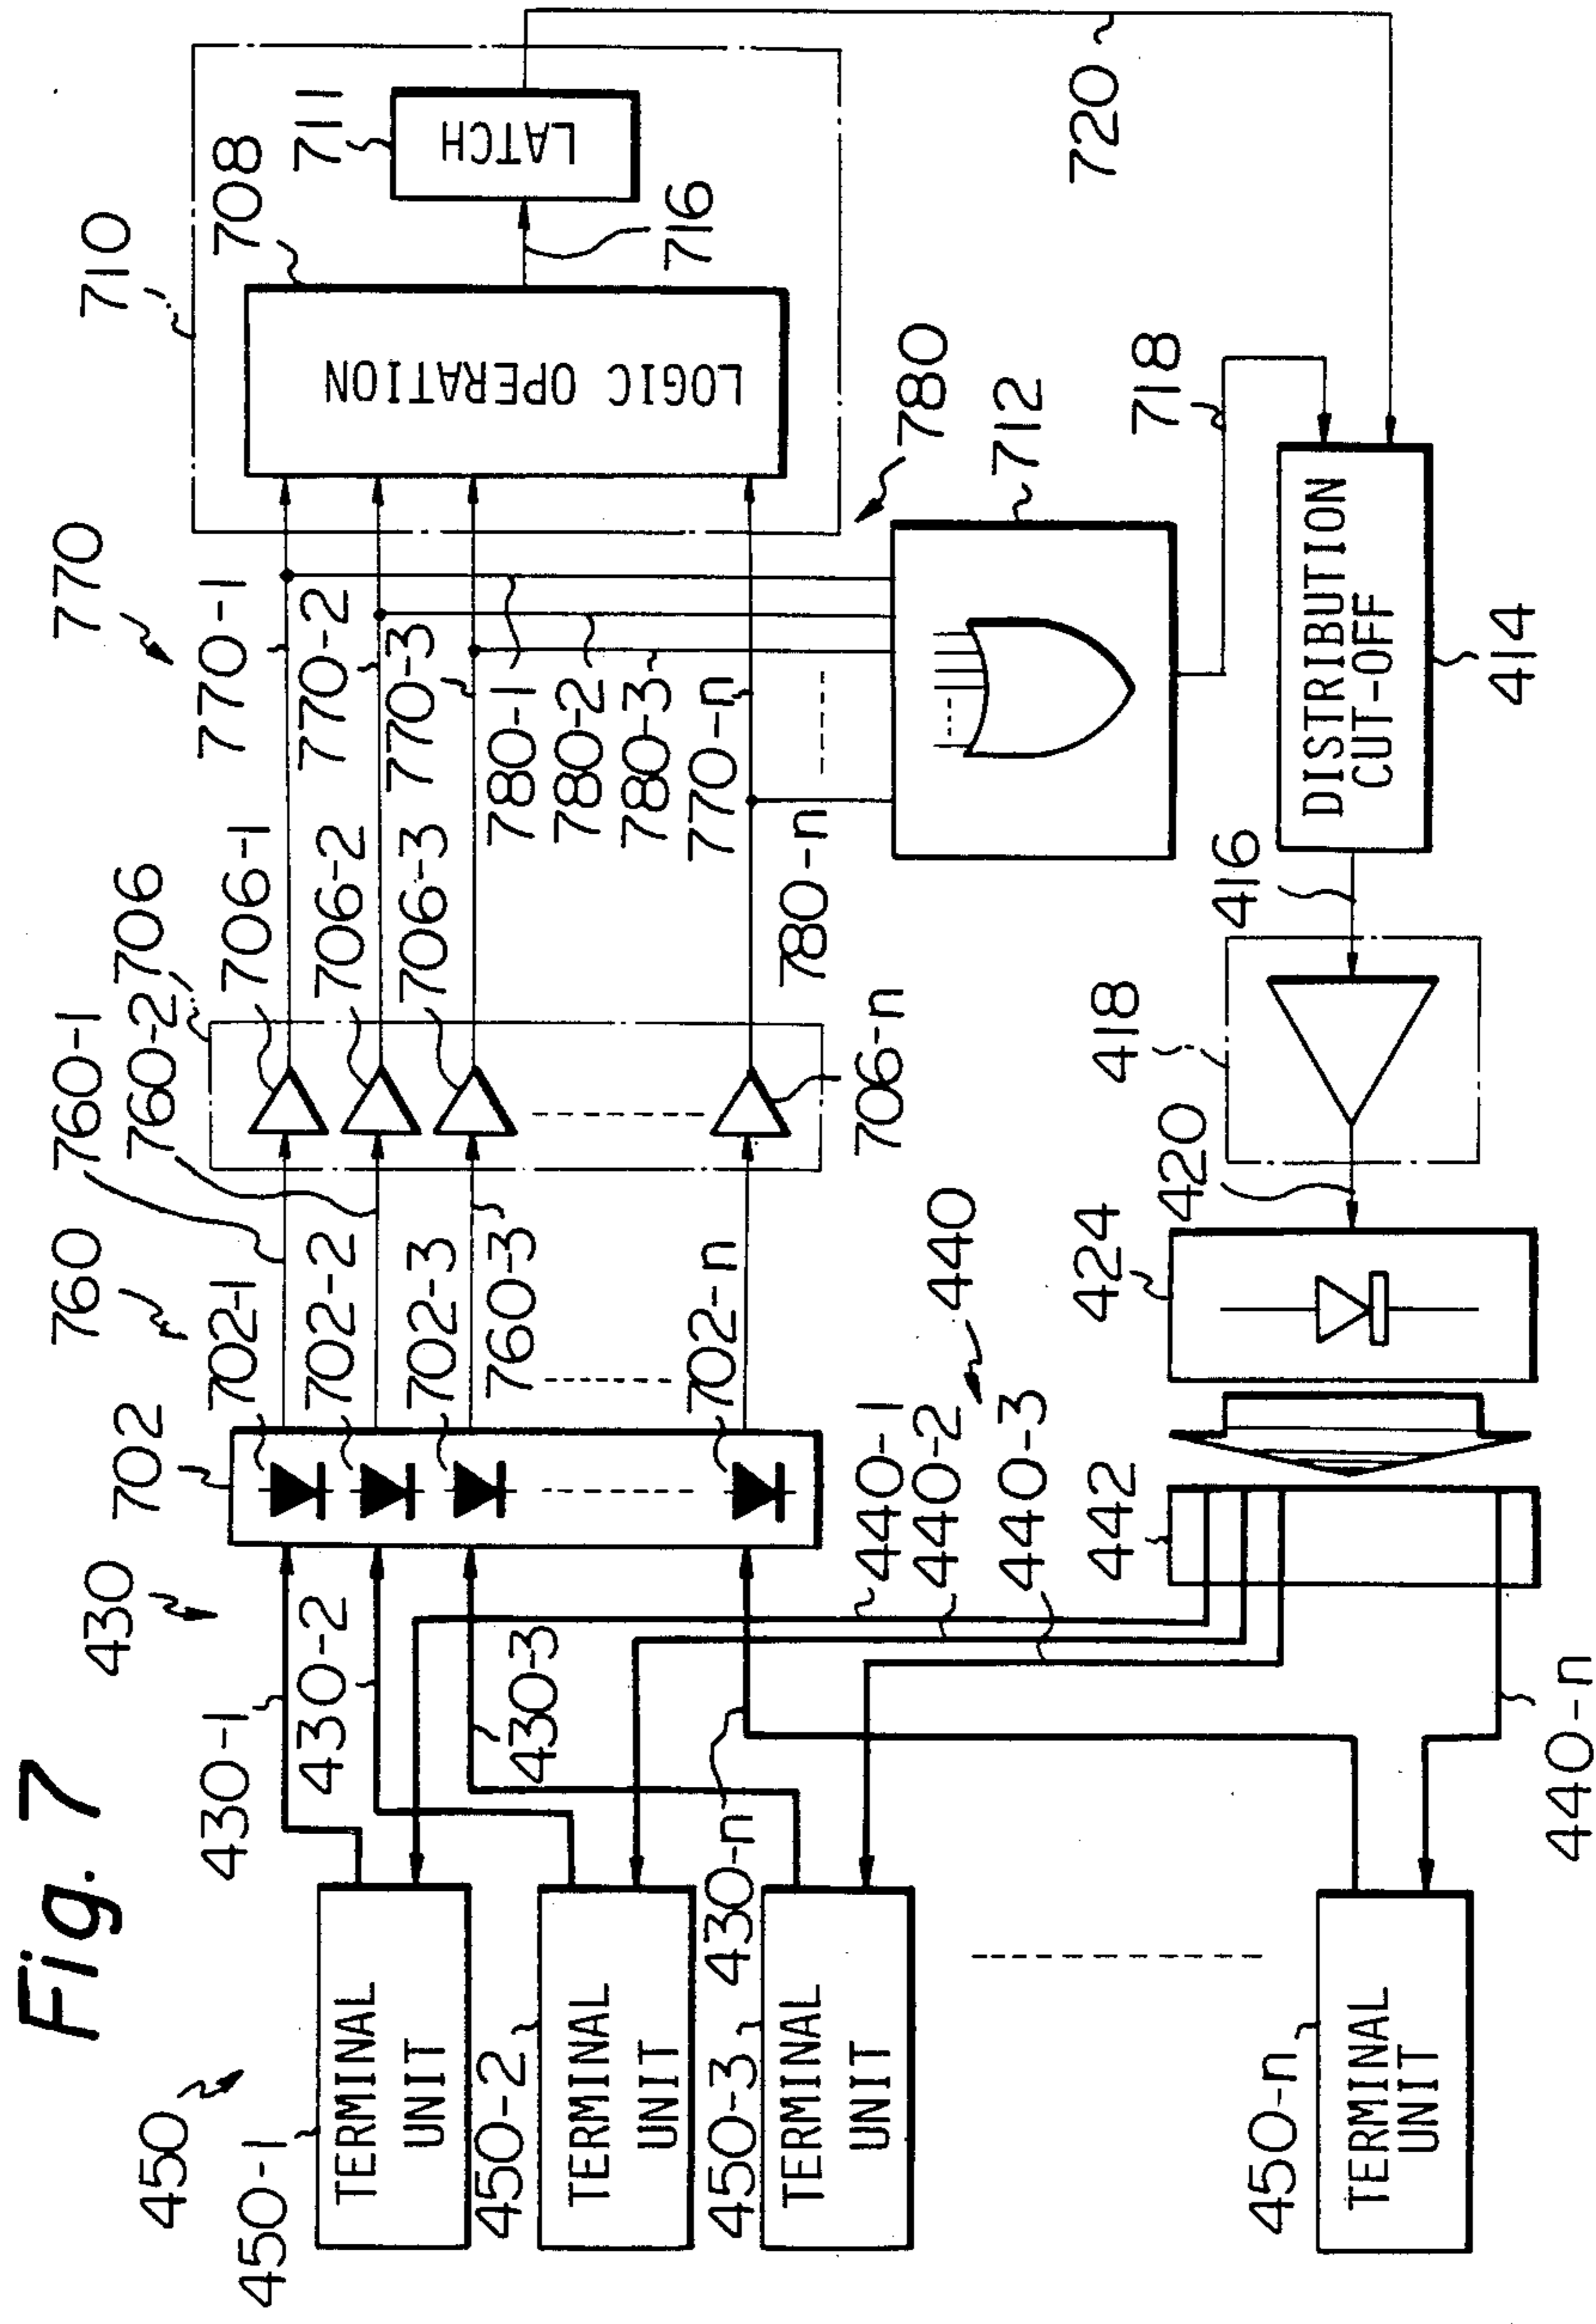 Fig. 7
450
450-1
TERMINAL
UNIT
450-2
TERMINAL
UNIT
450-3
TERMINAL
UNIT
450-n
TERMINAL
UNIT
430
430-1
430-2
430-3
430-n
440
440-1
440-2
440-3
440-n
442
424
420
418
416
702
702-1
702-2
702-3
702-n
760
760-1
760-2
760-3
706
706-1
706-2
706-3
706-n
770
770-1
770-2
770-3
770-n
780-1
780-2
780-3
780-n
780
710
708
LOGIC OPERATION
711
LATCH
716
712
718
720
DISTRIBUTION
CUT-OFF
414